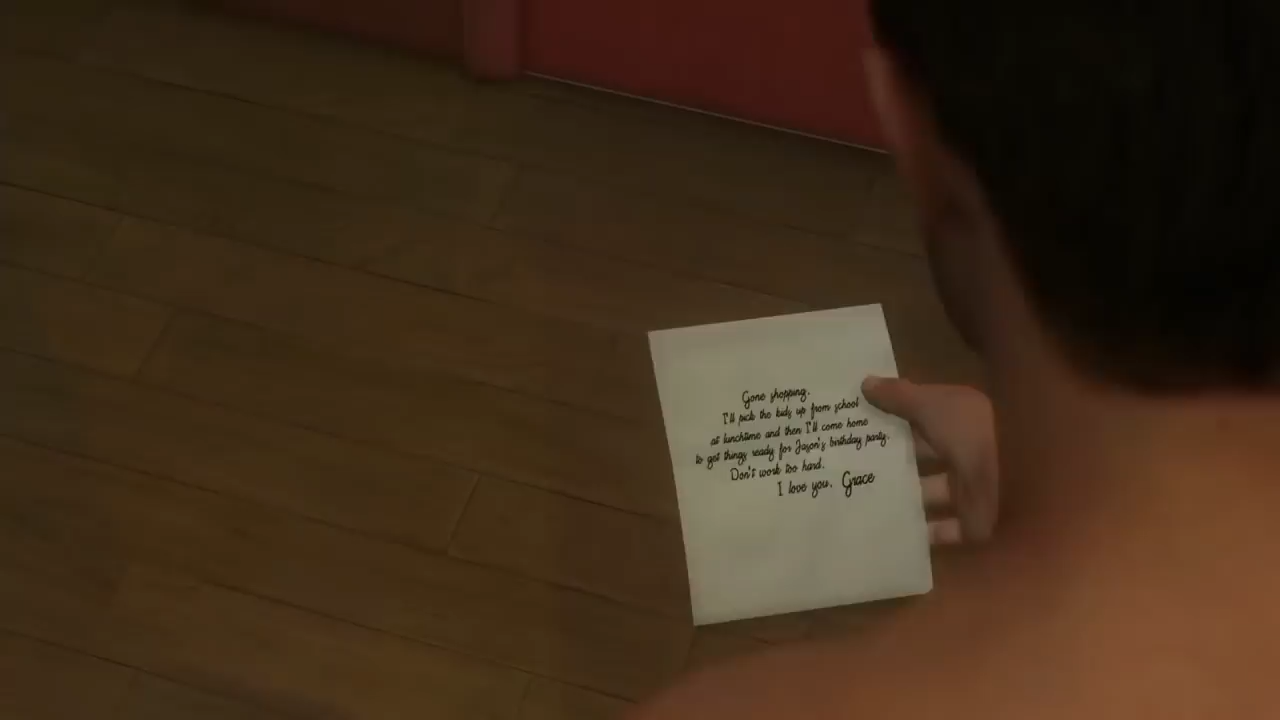 Gone shopping.
I'll pick the kids up from school
at lunchtime and then I'll come home
to get things ready for Jason's birthday party.
Don't work too hard.
I love you, Grace